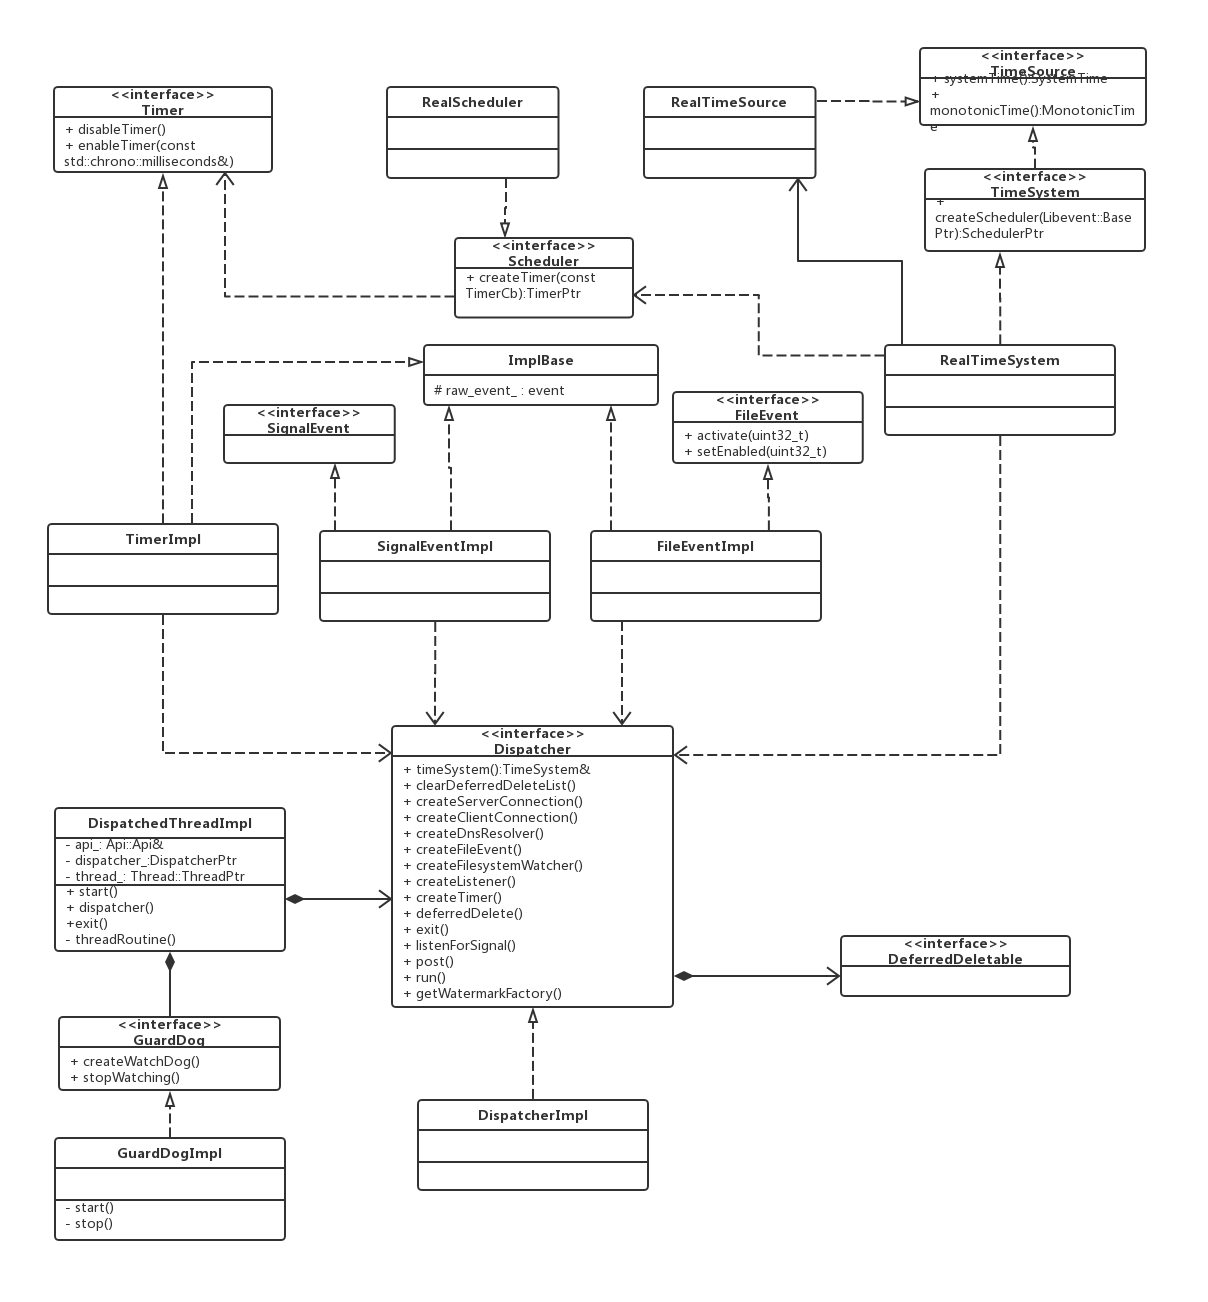 <<interface>>
Timer
+ disableTimer()
+ enableTimer(const
std::chrono::milliseconds&)
RealScheduler
RealTimeSource
<<interface>>
TimeSource
+ systemTime():SystemTime
+
monotonicTime():MonotonicTim
e
<<interface>>
TimeSystem
+
createScheduler(Libevent::Base
Ptr):SchedulerPtr
<<interface>>
Scheduler
+ createTimer(const
TimerCb):TimerPtr
ImplBase
# raw_event_ : event
RealTimeSystem
<<interface>>
SignalEvent
<<interface>>
FileEvent
+ activate(uint32_t)
+ setEnabled(uint32_t)
TimerImpl
SignalEventImpl
FileEventImpl
<<interface>>
Dispatcher
+ timeSystem():TimeSystem&
+ clearDeferredDeleteList()
+ createServerConnection()
+ createClientConnection()
+ createDnsResolver()
+ createFileEvent()
+ createFilesystemWatcher()
+ createListener()
+ createTimer()
+ deferredDelete()
+ exit()
+ listenForSignal()
+ post()
+ run()
+ getWatermarkFactory()
DispatchedThreadImpl
- api_: Api::Api&
- dispatcher_:DispatcherPtr
- thread_: Thread::ThreadPtr
+ start()
+ dispatcher()
+exit()
- threadRoutine()
<<interface>>
DeferredDeletable
<<interface>>
GuardDog
+ createWatchDog()
+ stopWatching()
DispatcherImpl
GuardDogImpl
- start()
- stop()